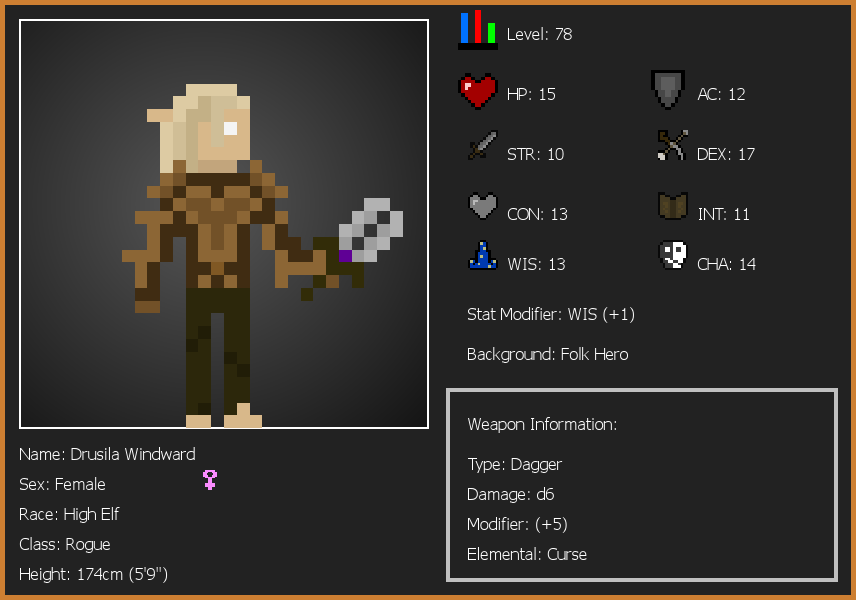 Level: 78
HP: 15
AC: 12
STR: 10
DEX: 17
CON: 13
INT: 11
WIS: 13
CHA: 14
Stat Modifier: WIS (+1)
Background: Folk Hero
Weapon Information:
Type: Dagger
Damage: d6
Modifier: (+5)
Elemental: Curse
Name: Drusila Windward
Sex: Female
Race: High Elf
Class: Rogue
Height: 174cm (5'9")